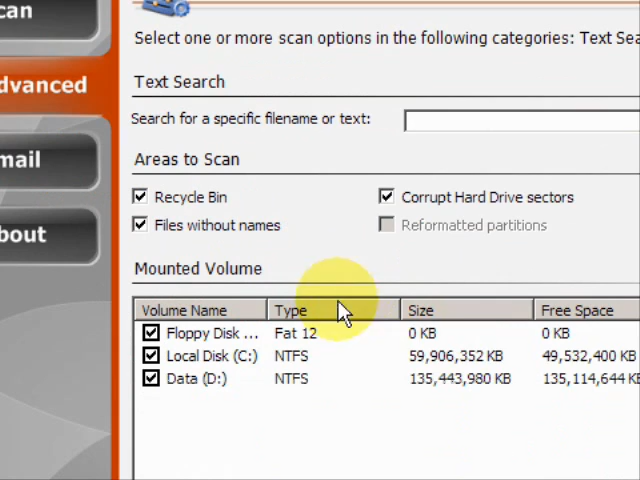 can
Select one or more scan options in the following categories: Text Sea
dvanced
Text Search
Search for a specific filename or text:
Areas to Scan
mail
Recycle Bin
Corrupt Hard Drive sectors
Files without names
Reformatted partitions
bout
Mounted Volume
Volume Name Type Size Free Space
Floppy Disk ... Fat 12 0 KB 0 KB
Local Disk (C:) NTFS 59,906,352 KB 49,532,400 KB
Data (D:) NTFS 135,443,980 KB 135,114,644 KB